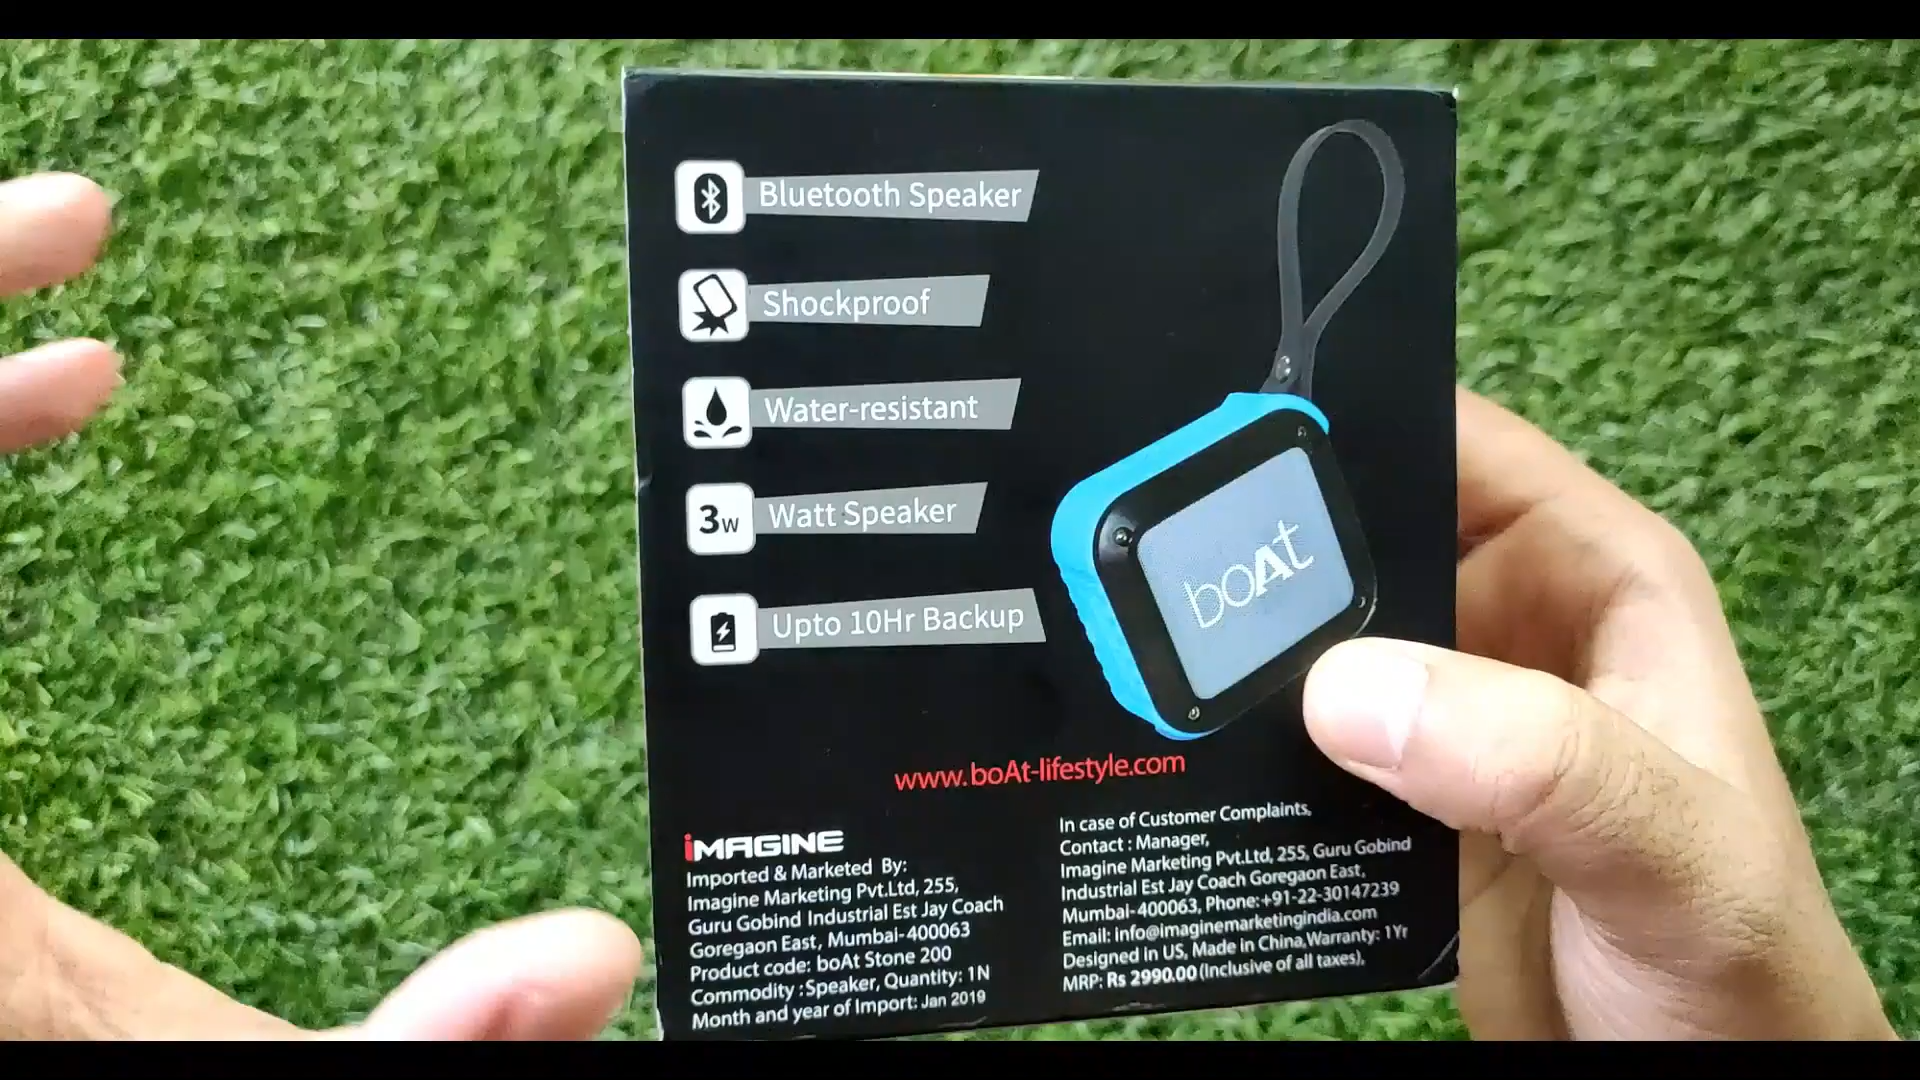 Bluetooth Speaker
Shockproof
Water-resistant
3W Watt Speaker
Upto 10Hr Backup
boAt
www.boAt-lifestyle.com
iMAGINE
Imported & Marketed By:
Imagine Marketing Pvt.Ltd, 255,
Guru Gobind Industrial Est Jay Coach
Goregaon East, Mumbai-400063
Product code: boAt Stone 200
Commodity :Speaker, Quantity: 1N
Month and year of Import: Jan 2019
In case of Customer Complaints,
Contact : Manager,
Imagine Marketing Pvt.Ltd, 255, Guru Gobind
Industrial Est Jay Coach Goregaon East,
Mumbai-400063, Phone:+91-22-30147239
Email: info@imaginemarketingindia.com
Designed in US, Made in China,Warranty: 1Yr
MRP: Rs 2990.00 (Inclusive of all taxes),